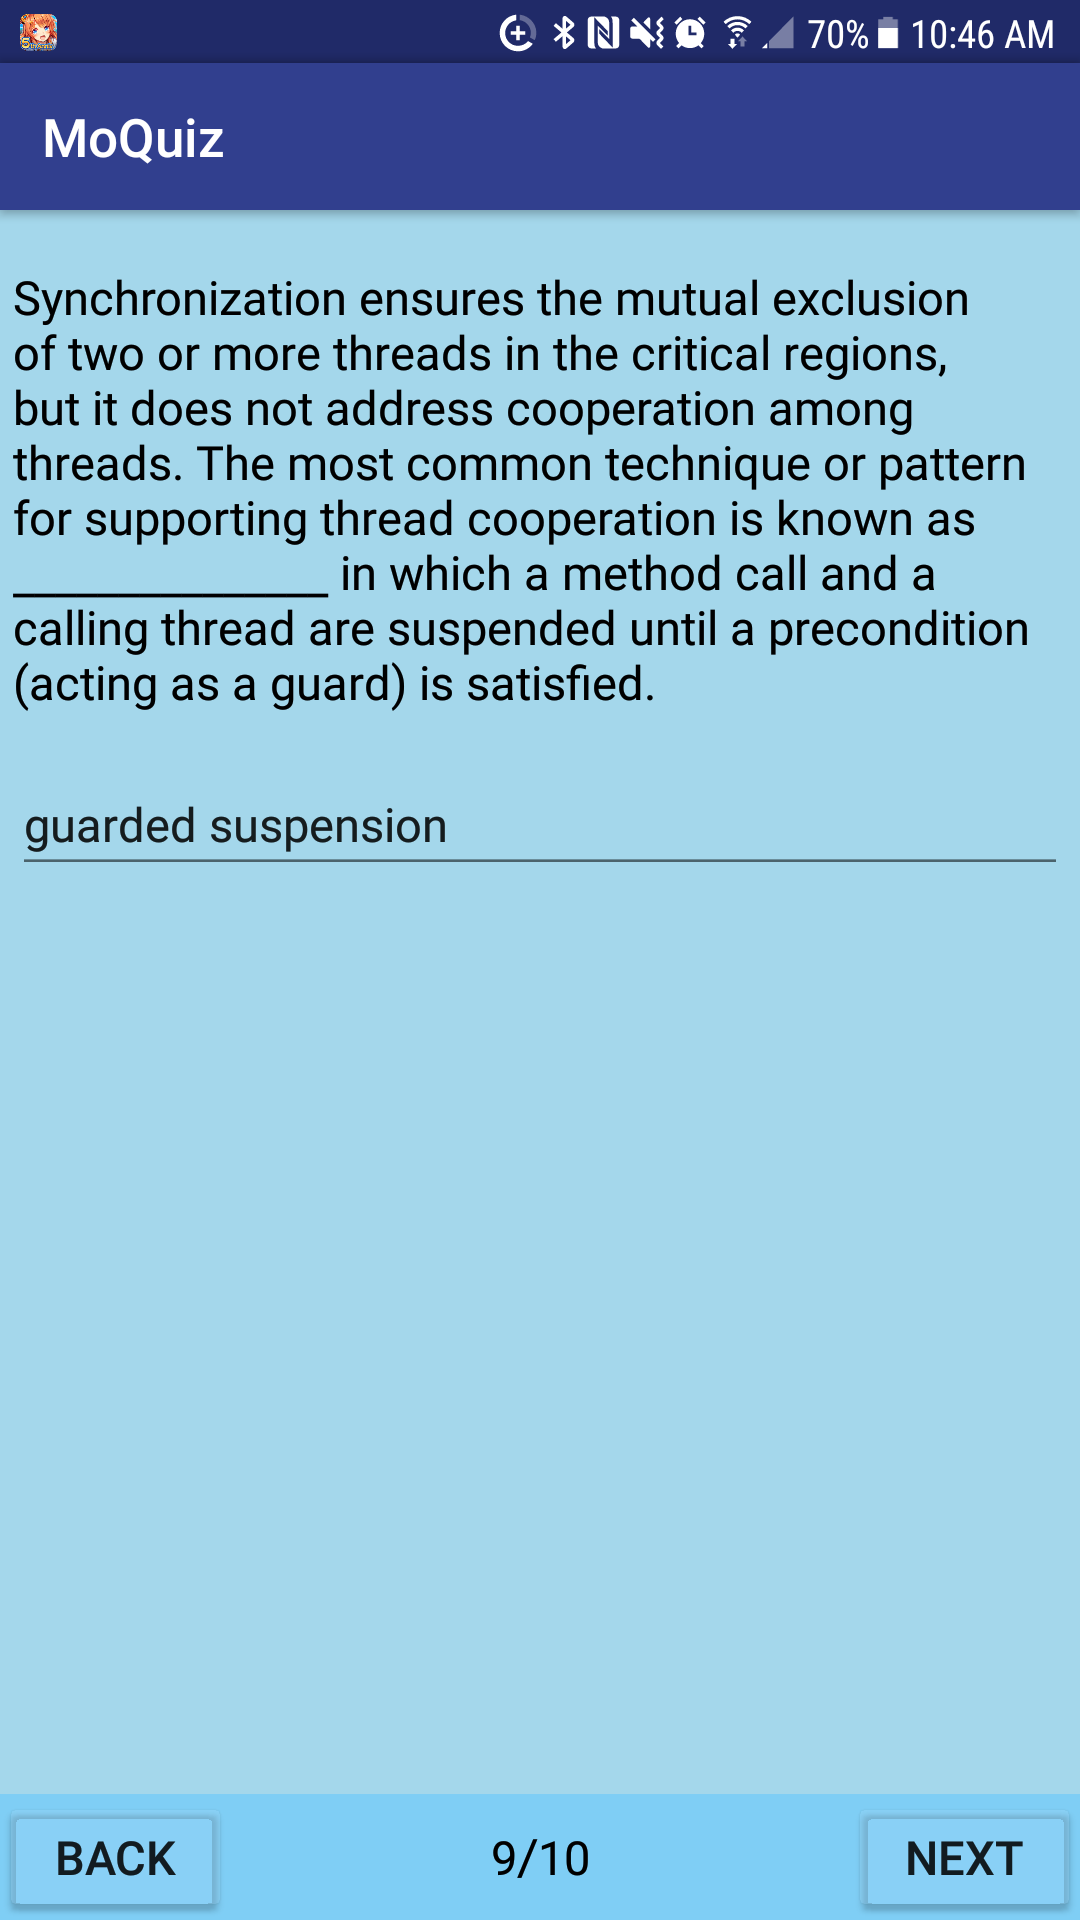 70% 10:46 AM
MoQuiz
Synchronization ensures the mutual exclusion
of two or more threads in the critical regions,
but it does not address cooperation among
threads. The most common technique or pattern
for supporting thread cooperation is known as
______________ in which a method call and a
calling thread are suspended until a precondition
(acting as a guard) is satisfied.
guarded suspension
BACK 9/10 NEXT